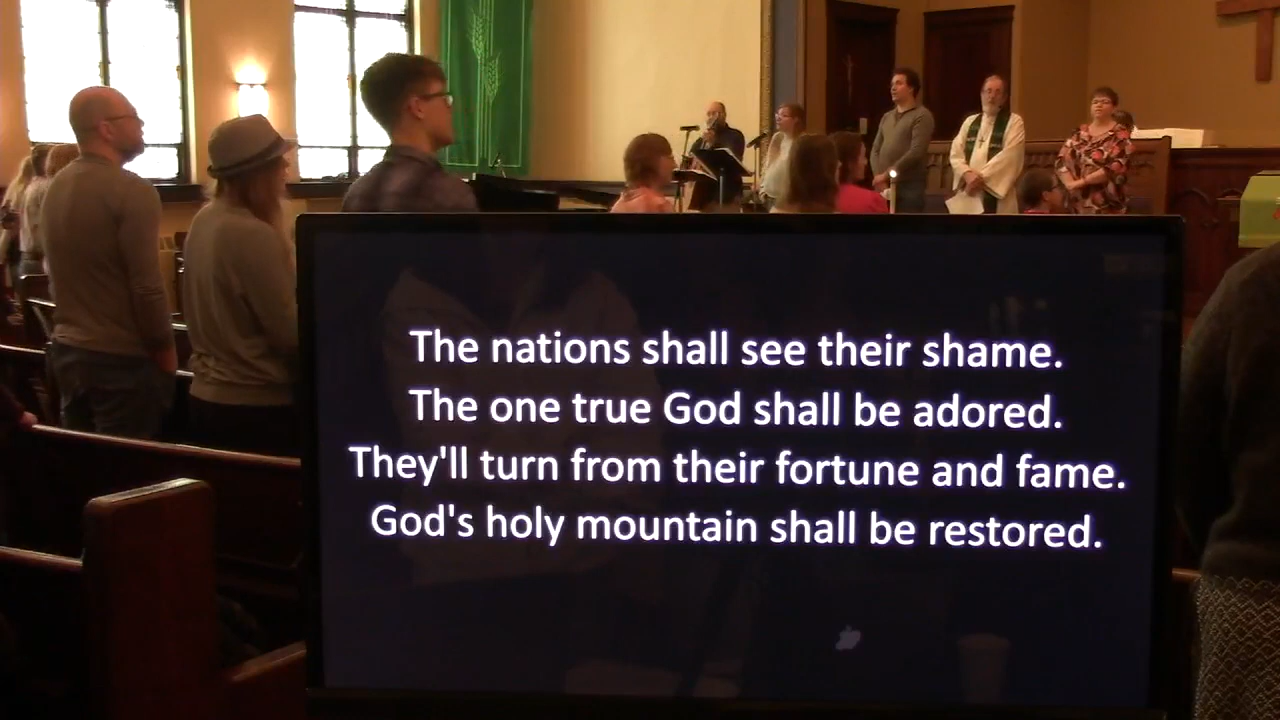 The nations shall see their shame.
The one true God shall be adored.
They'll turn from their fortune and fame.
God's holy mountain shall be restored.